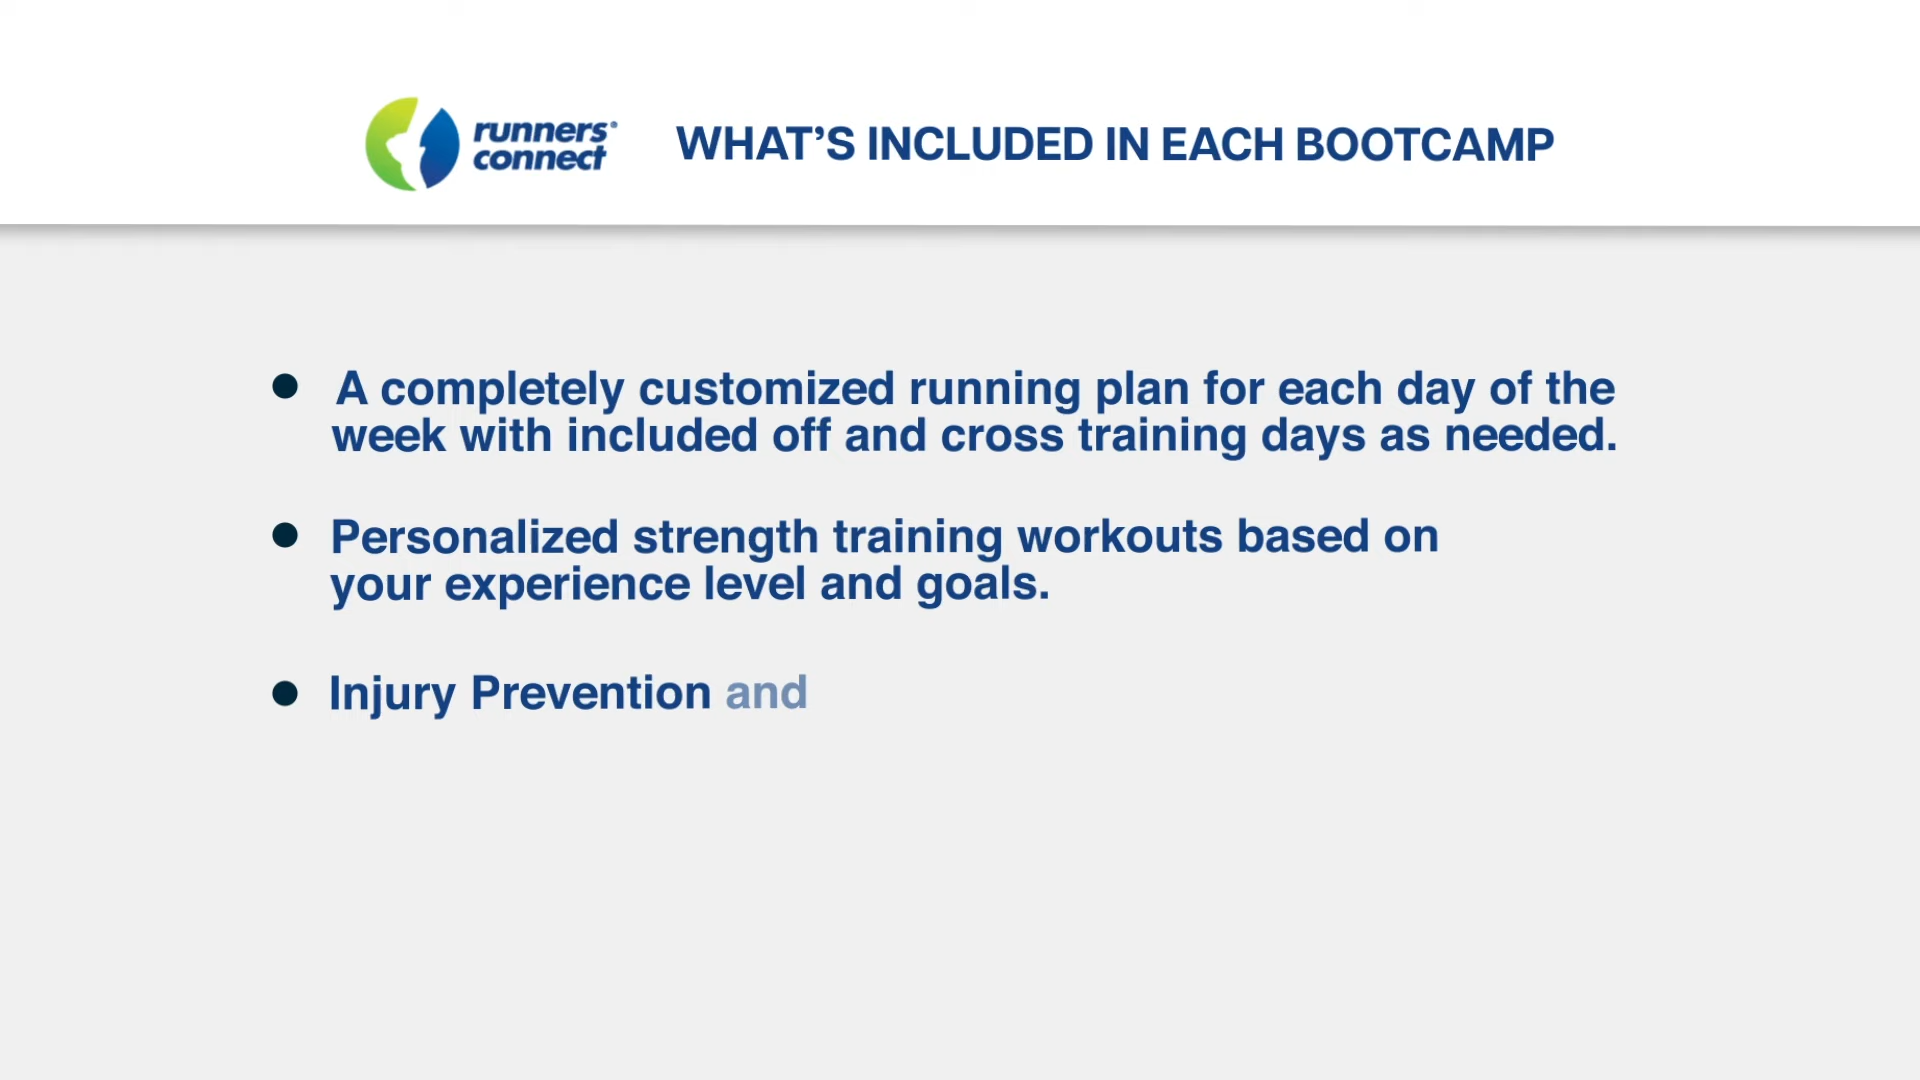 runners®
connect
WHAT’S INCLUDED IN EACH BOOTCAMP
● A completely customized running plan for each day of the
week with included off and cross training days as needed.
● Personalized strength training workouts based on
your experience level and goals.
● Injury Prevention and